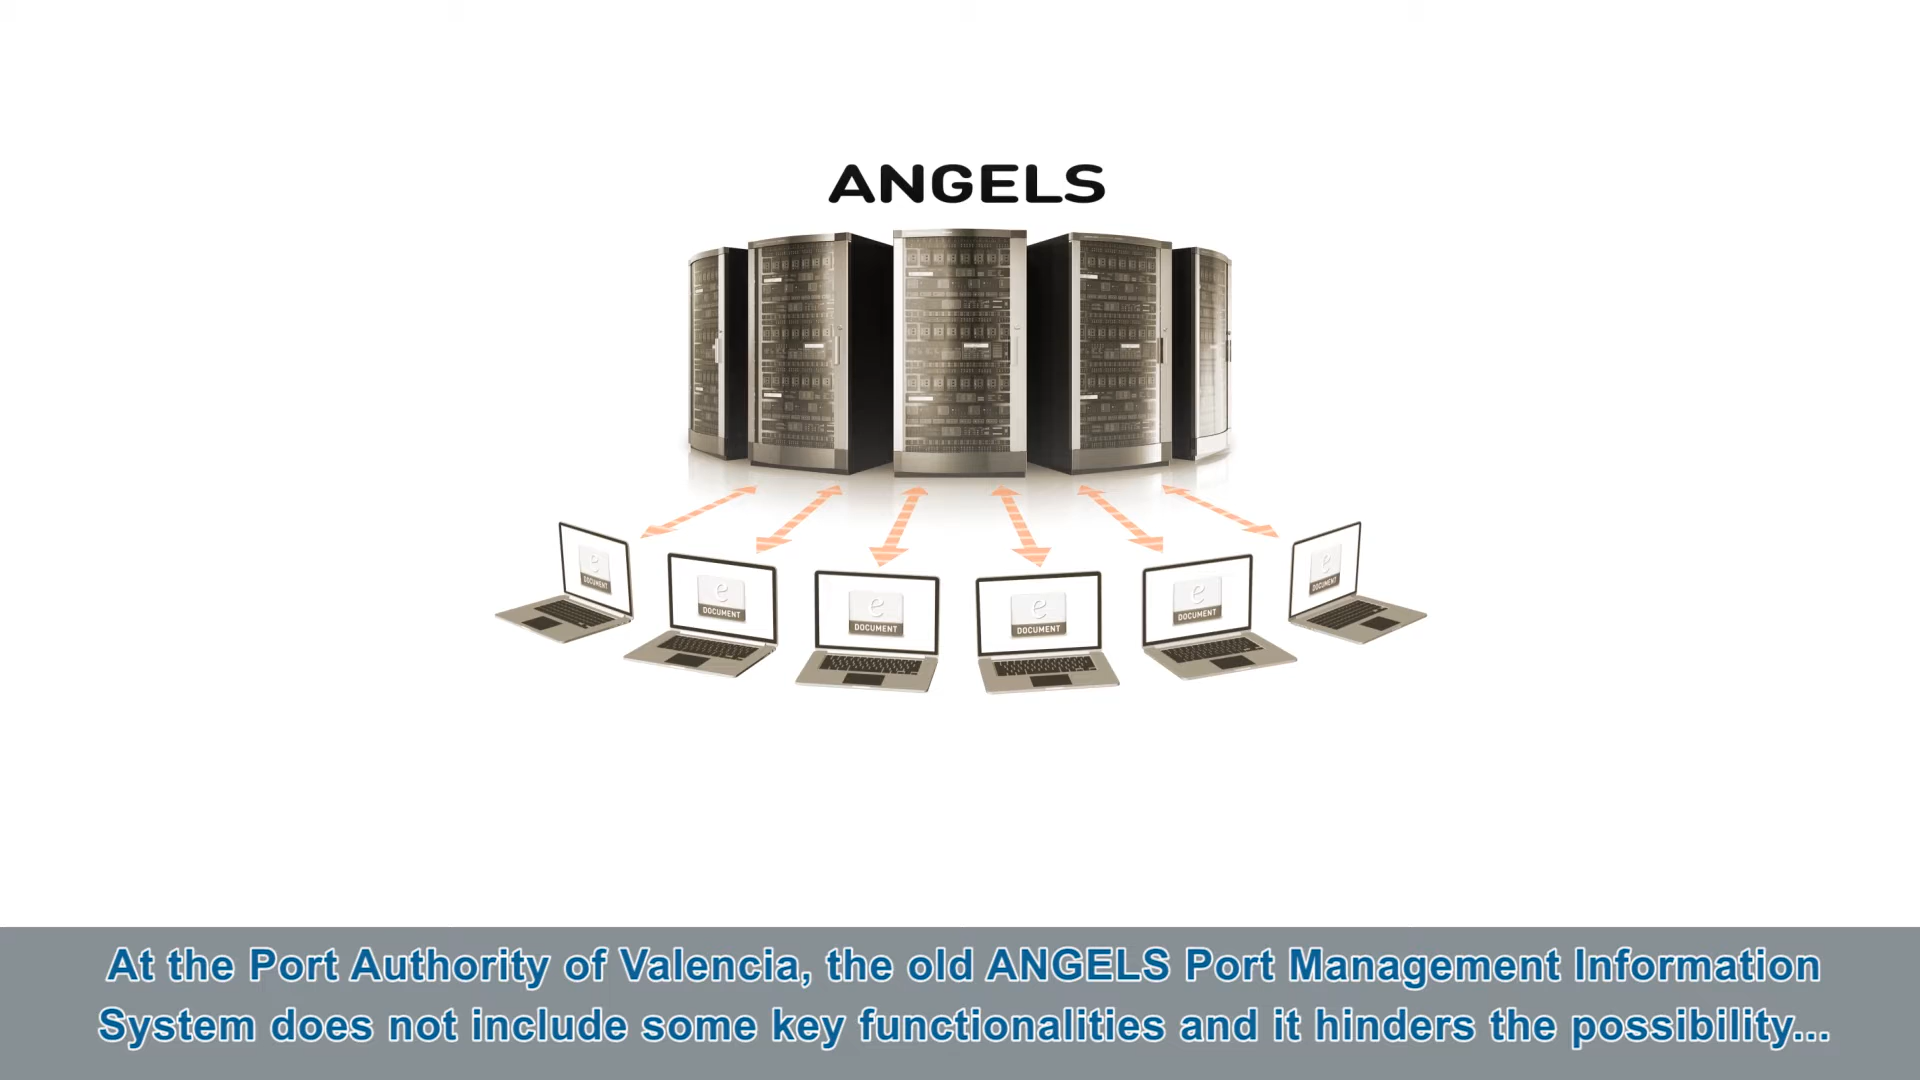 ANGELS
e
DOCUMENT
e
DOCUMENT
e
DOCUMENT
e
DOCUMENT
e
DOCUMENT
e
DOCUMENT
At the Port Authority of Valencia, the old ANGELS Port Management Information
System does not include some key functionalities and it hinders the possibility...